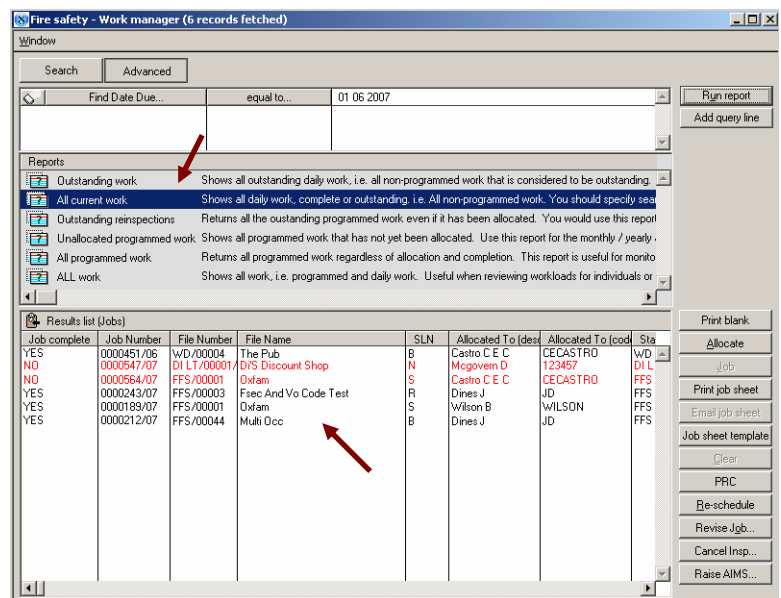 Fire safety - Work manager (6 records fetched)
Window
Search Advanced
Find Date Due... equal to... 01 06 2007
Run report
Add query line
Reports
Outstanding work Shows all outstanding daily work, i.e. all non-programmed work that is considered to be outstanding.
All current work Shows all daily work, complete or outstanding. i.e. All non-programmed work. You should specify sear
Outstanding reinspections Returns all the oustanding programmed work even if it has been allocated. You would use this report
Unallocated programmed work Shows all programmed work that has not yet been allocated. Use this report for the monthly / yearly
All programmed work Returns all programmed work regardless of allocation and completion. This report is useful for monito
ALL work Shows all work, i.e. programmed and daily work. Useful when reviewing workloads for individuals or
Results list (Jobs)
Job complete Job Number File Number File Name SLN Allocated To (desc Allocated To (cod Sta
YES 0000451/06 WD/00004 The Pub B Castro C E C CECASTRO WD
NO 0000547/07 DI LT/00001/ Di'S Discount Shop N Mcgovern D 123457 DI L
NO 0000564/07 FFS/00001 Oxfam S Castro C E C CECASTRO FFS
YES 0000243/07 FFS/00003 Fsec And Vo Code Test R Dines J JD FFS
YES 0000189/07 FFS/00001 Oxfam S Wilson B WILSON FFS
YES 0000212/07 FFS/00044 Multi Occ B Dines J JD FFS
Print blank
Allocate
Job
Print job sheet
Email job sheet
Job sheet template
Clear
PRC
Re-schedule
Revise Job...
Cancel Insp...
Raise AIMS...